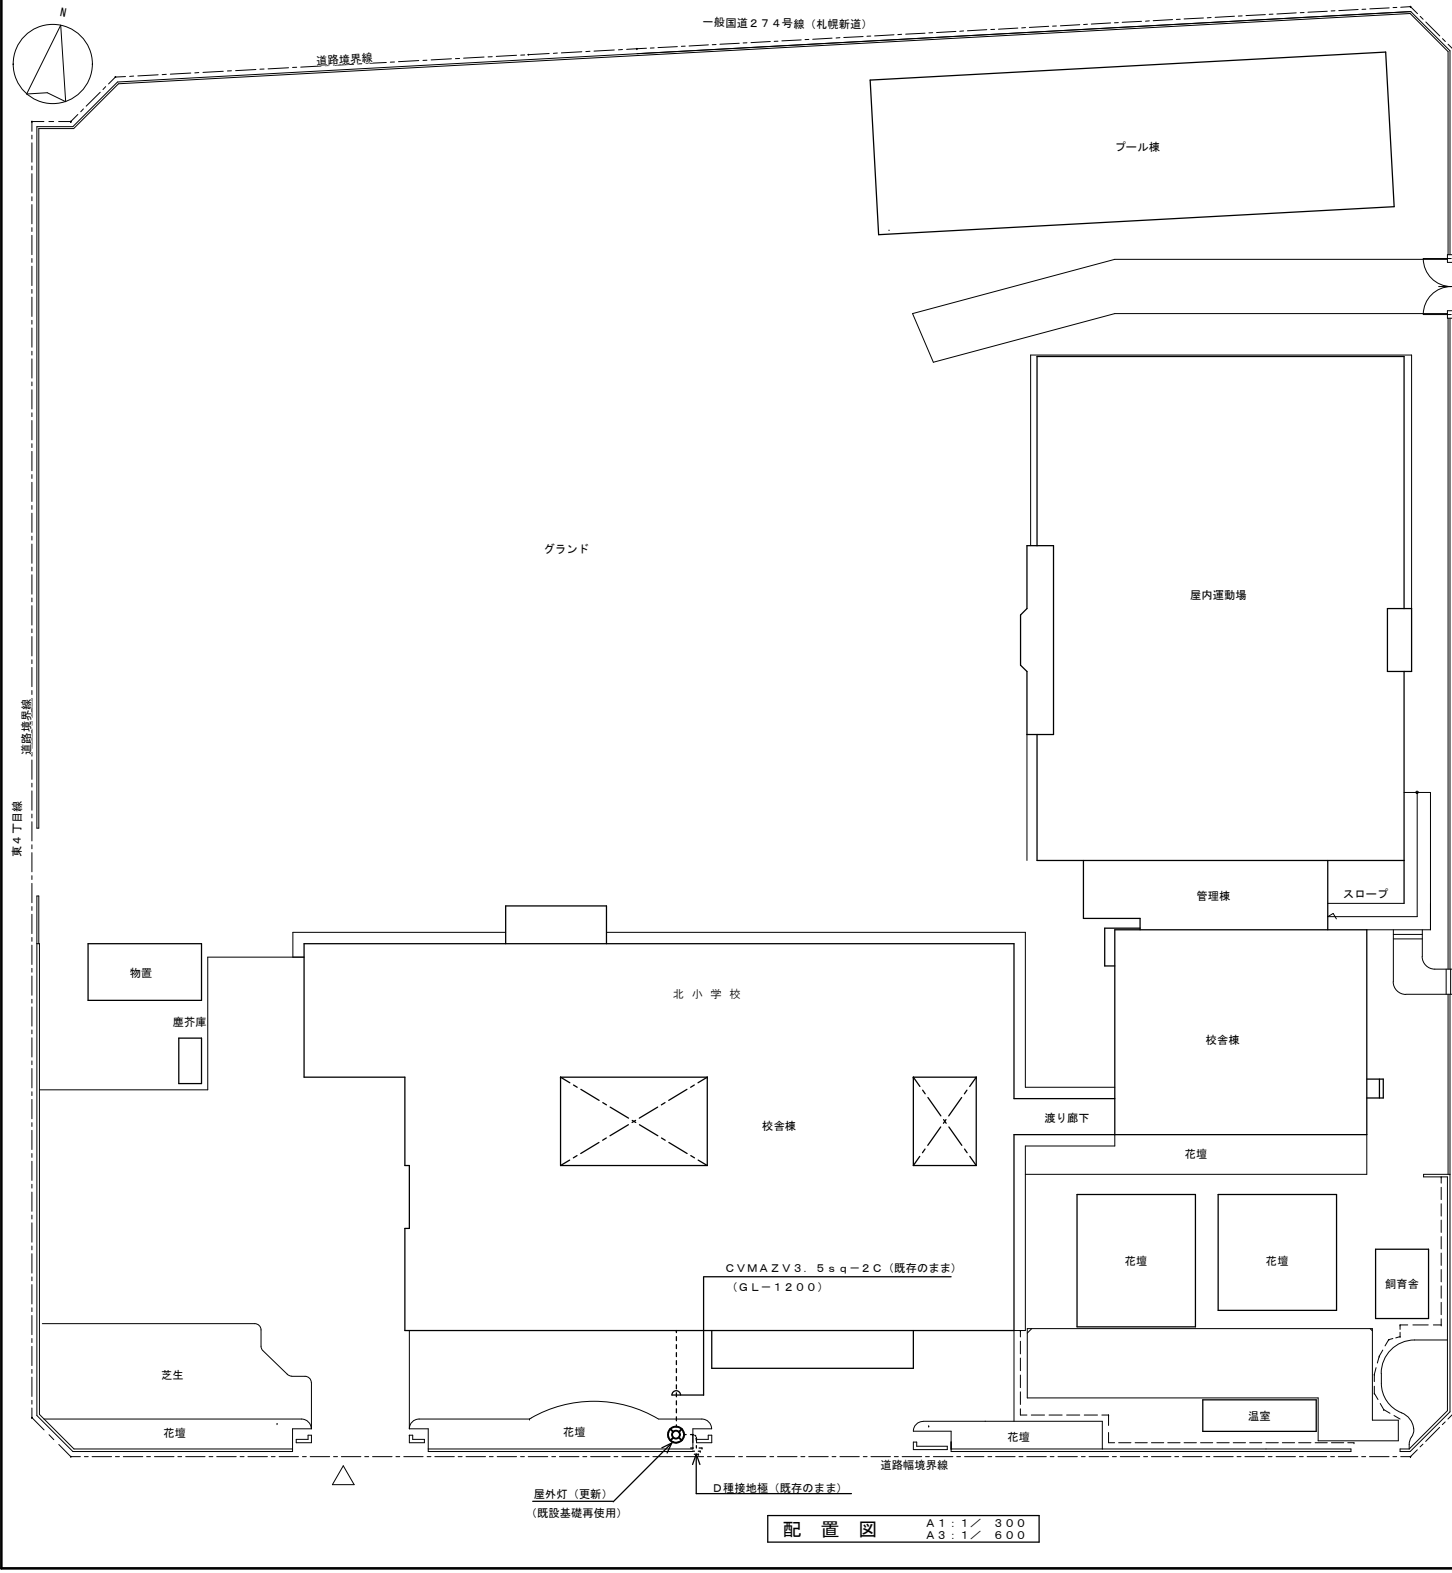 N
一般国道２７４号線（札幌新道）
道路境界線
プール棟
グランド
屋内運動場
道路境界線
東４丁目線
管理棟
スロープ
物置
北小学校
塵芥庫
校舎棟
渡り廊下
校舎棟
花壇
花壇
花壇
飼育舎
ＣＶＭＡＺＶ３．５ｓｑ－２Ｃ（既存のまま）
（ＧＬ－１２００）
芝生
花壇
花壇
花壇
温室
道路幅境界線
屋外灯（更新）
（既設基礎再使用）
Ｄ種接地極（既存のまま）
配置図
Ａ１：１／ ３００
Ａ３：１／ ６００